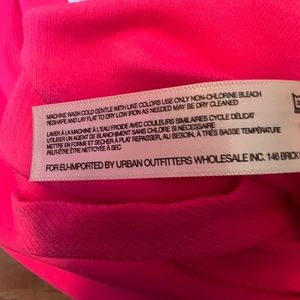 MACHINE WASH COLD GENTLE WITH LIKE COLORS USE ONLY NON-CHLORINE BLEACH
RESHAPE AND LAY FLAT TO DRY LOW IRON AS NEEDED MAY BE DRY CLEANED
LAVER À LA MACHINE À L'EAU FROIDE AVEC COULEURS SIMILAIRES CYCLE DÉLICAT
UTILISER UN AGENT DE BLANCHIMENT SANS CHLORE SI NÉCESSAIRE
METTRE EN FORME ET SÉCHER À PLAT REPASSER, AU BESOIN, À TRÈS BASSE TEMPÉRATURE
PEUT-ÊTRE ÊTRE NETTOYÉE À SEC
FOR EU-IMPORTED BY URBAN OUTFITTERS WHOLESALE INC. 146 BRICK